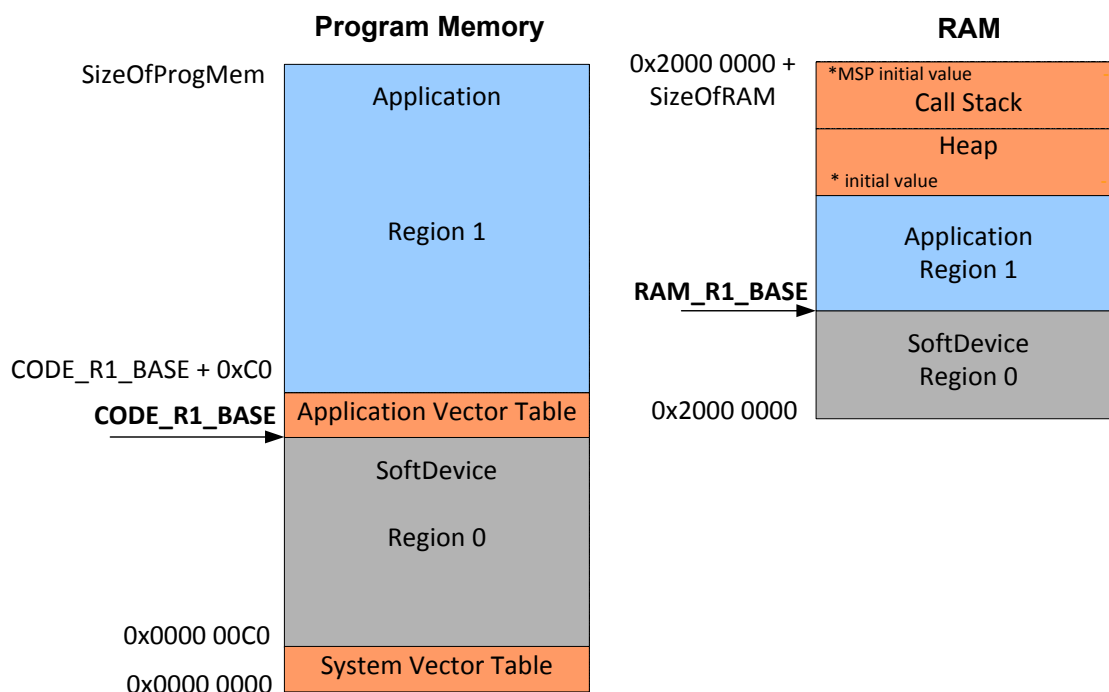 Program Memory
SizeOfProgMem
Application
Region 1
CODE_R1_BASE + 0xC0
Application Vector Table
CODE_R1_BASE
SoftDevice
Region 0
0x0000 00C0
System Vector Table
0x0000 0000
RAM
0x2000 0000 +
SizeOfRAM
*MSP initial value
Call Stack
Heap
* initial value
Application
Region 1
RAM_R1_BASE
SoftDevice
Region 0
0x2000 0000